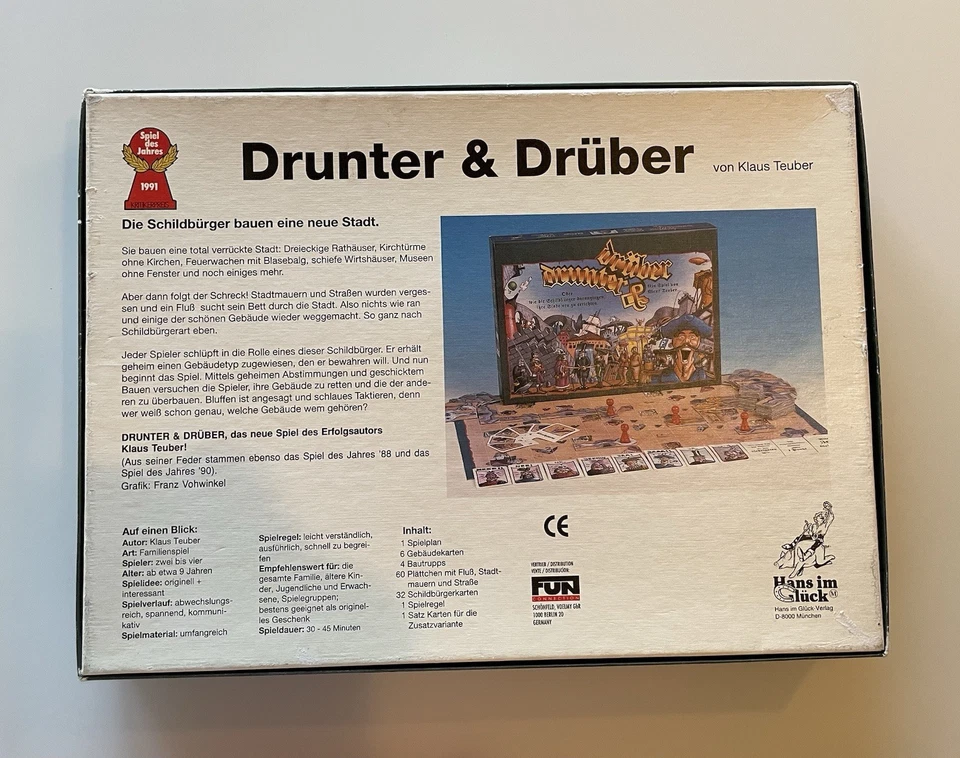 Spiel
des
Jahres
1991
KRITIKERPREIS
Drunter & Drüber von Klaus Teuber
Die Schildbürger bauen eine neue Stadt.
Sie bauen eine total verrückte Stadt: Dreieckige Rathäuser, Kirchtürme
ohne Kirchen, Feuerwachen mit Blasebalg, schiefe Wirtshäuser, Museen
ohne Fenster und noch einiges mehr.
Aber dann folgt der Schreck! Stadtmauern und Straßen wurden verges-
sen und ein Fluß sucht sein Bett durch die Stadt. Also nichts wie ran
und einige der schönen Gebäude wieder weggemacht. So ganz nach
Schildbürgerart eben.
Jeder Spieler schlüpft in die Rolle eines dieser Schildbürger. Er erhält
geheim einen Gebäudetyp zugewiesen, den er bewahren will. Und nun
beginnt das Spiel. Mittels geheimen Abstimmungen und geschicktem
Bauen versuchen die Spieler, ihre Gebäude zu retten und die der ande-
ren zu überbauen. Bluffen ist angesagt und schlaues Taktieren, denn
wer weiß schon genau, welche Gebäude wem gehören?
DRUNTER & DRÜBER, das neue Spiel des Erfolgsautors
Klaus Teuber!
(Aus seiner Feder stammen ebenso das Spiel des Jahres '88 und das
Spiel des Jahres '90).
Grafik: Franz Vohwinkel
drüber
drunter &
Auf einen Blick:
Autor: Klaus Teuber
Art: Familienspiel
Spieler: zwei bis vier
Alter: ab etwa 9 Jahren
Spielidee: originell +
interessant
Spielverlauf: abwechslungs-
reich, spannend, kommuni-
kativ
Spielmaterial: umfangreich
Spielregel: leicht verständlich,
ausführlich, schnell zu begrei-
fen
Empfehlenswert für: die
gesamte Familie, ältere Kin-
der, Jugendliche und Erwach-
sene, Spielegruppen;
bestens geeignet als originel-
les Geschenk
Spieldauer: 30 - 45 Minuten
Inhalt:
1 Spielplan
6 Gebäudekarten
4 Bautrupps
60 Plättchen mit Fluß, Stadt-
mauern und Straße
32 Schildbürgerkarten
1 Spielregel
1 Satz Karten für die
Zusatzvariante
CE
VERTRIEB / DISTRIBUTION
VENTE / DISTRIBUCION
FUN
CONNECTION
SCHÖNFELD, VOELSKY GbR
1000 BERLIN 20
GERMANY
Hans im
Glück
Hans im Glück-Verlag
D-8000 München